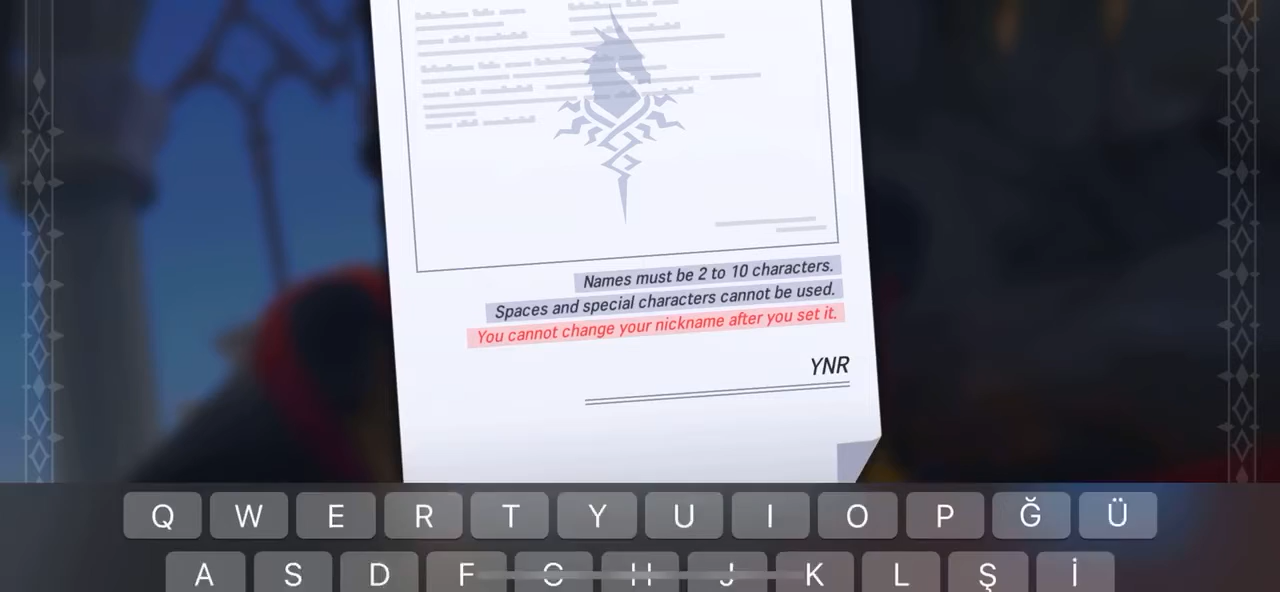 Names must be 2 to 10 characters.
Spaces and special characters cannot be used.
You cannot change your nickname after you set it.
YNR
Q W E R T Y U I O P Ğ Ü
A S D F G H J K L Ş İ